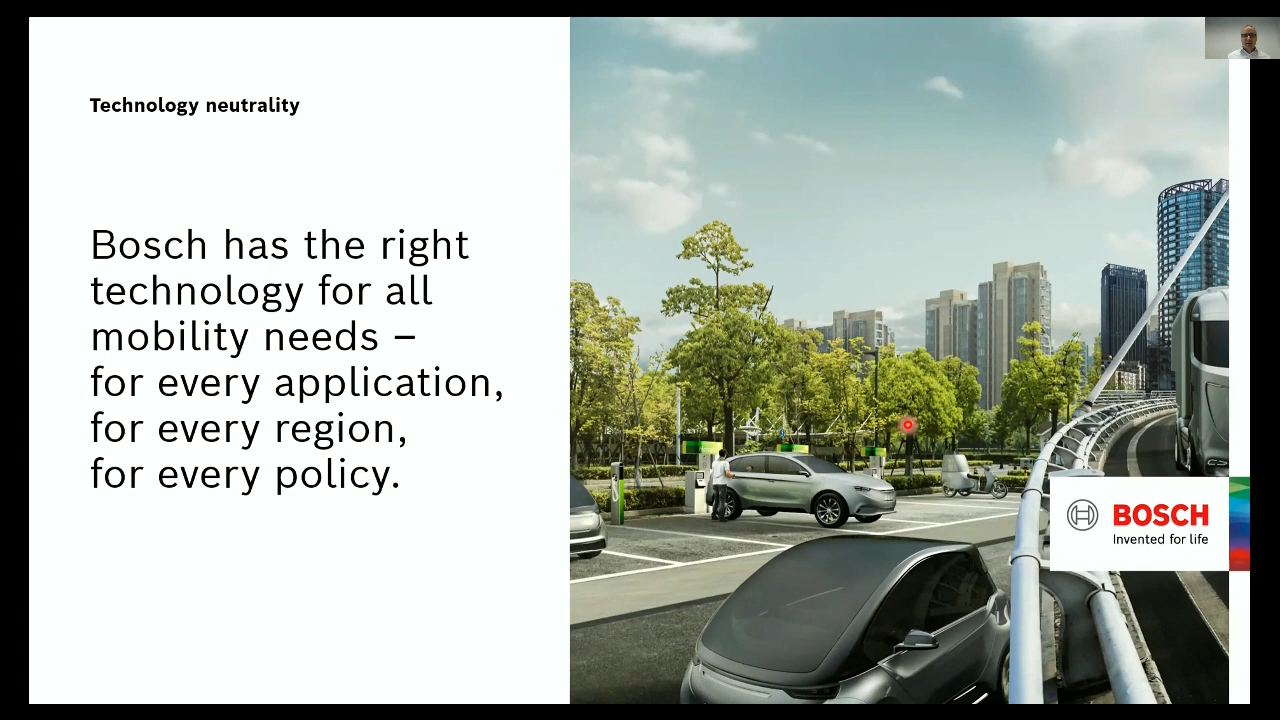 Technology neutrality
Bosch has the right
technology for all
mobility needs –
for every application,
for every region,
for every policy.
BOSCH
Invented for life